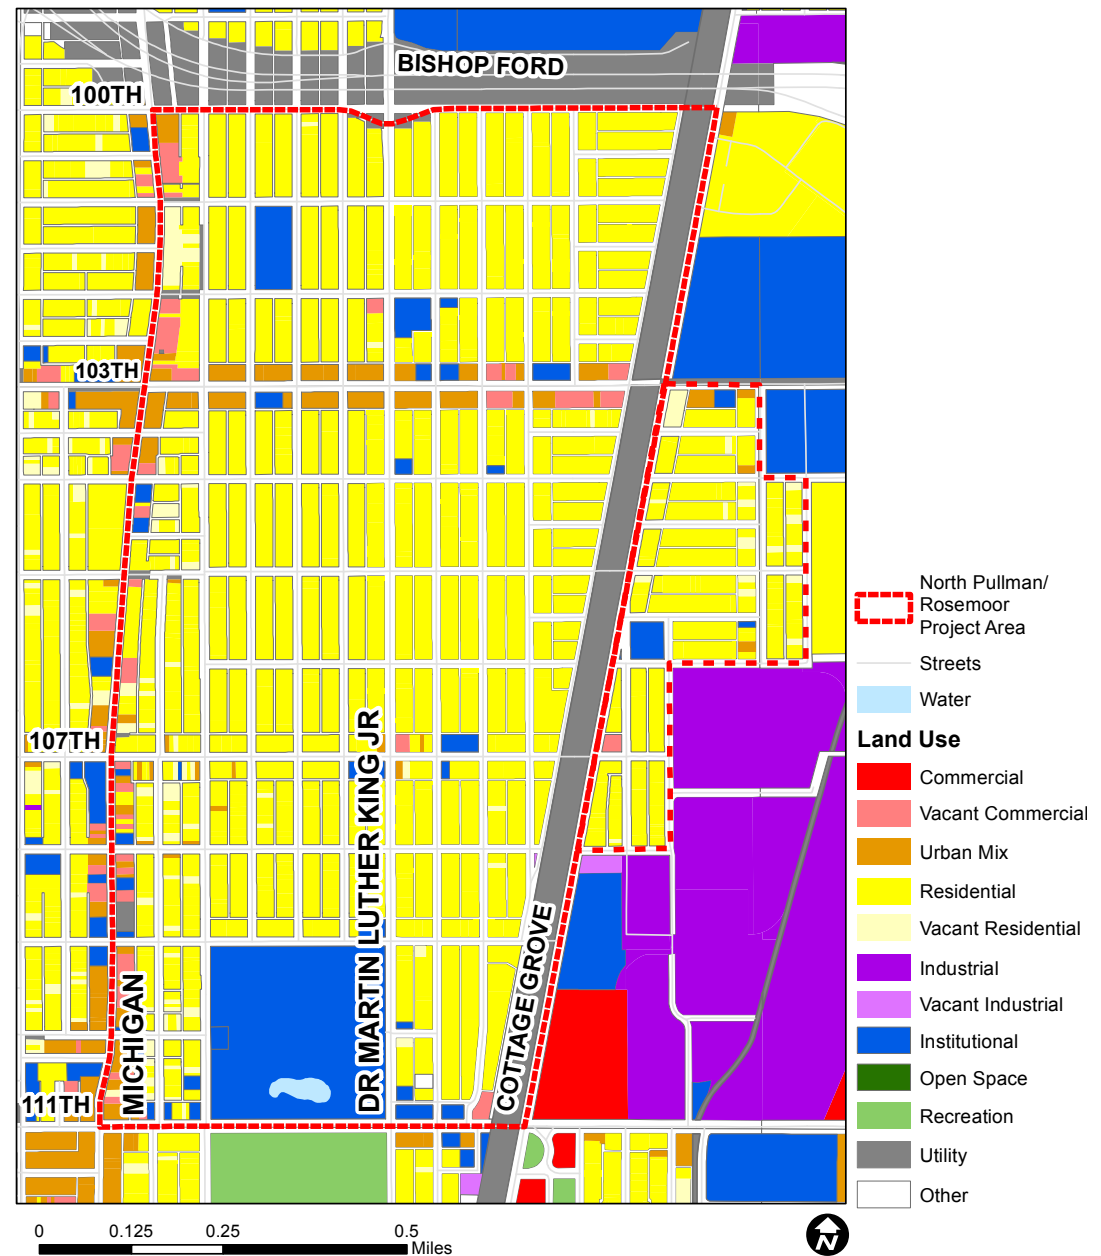 BISHOP FORD
100TH
103TH
107TH
DR MARTIN LUTHER KING JR
COTTAGE GROVE
MICHIGAN
111TH
North Pullman/
Rosemoor
Project Area
Streets
Water
Land Use
Commercial
Vacant Commercial
Urban Mix
Residential
Vacant Residential
Industrial
Vacant Industrial
Institutional
Open Space
Recreation
Utility
Other
0 0.125 0.25 0.5
Miles
N